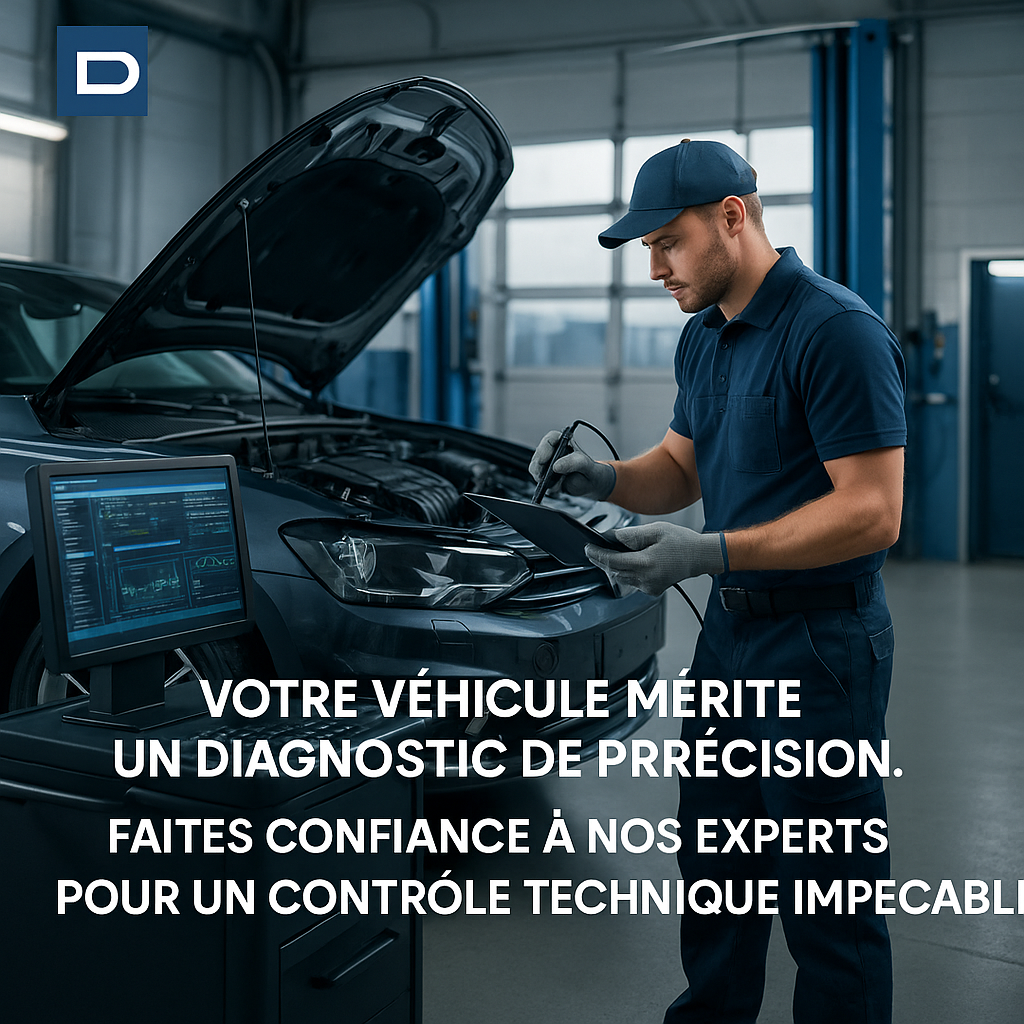 D
VOTRE VÉHICULE MÉRITE
UN DIAGNOSTIC DE PRRÉCISION.
FAITES CONFIANCE Ȧ NOS EXPERTS
POUR UN CONTRÓLE TECHNIQUE IMPECABL